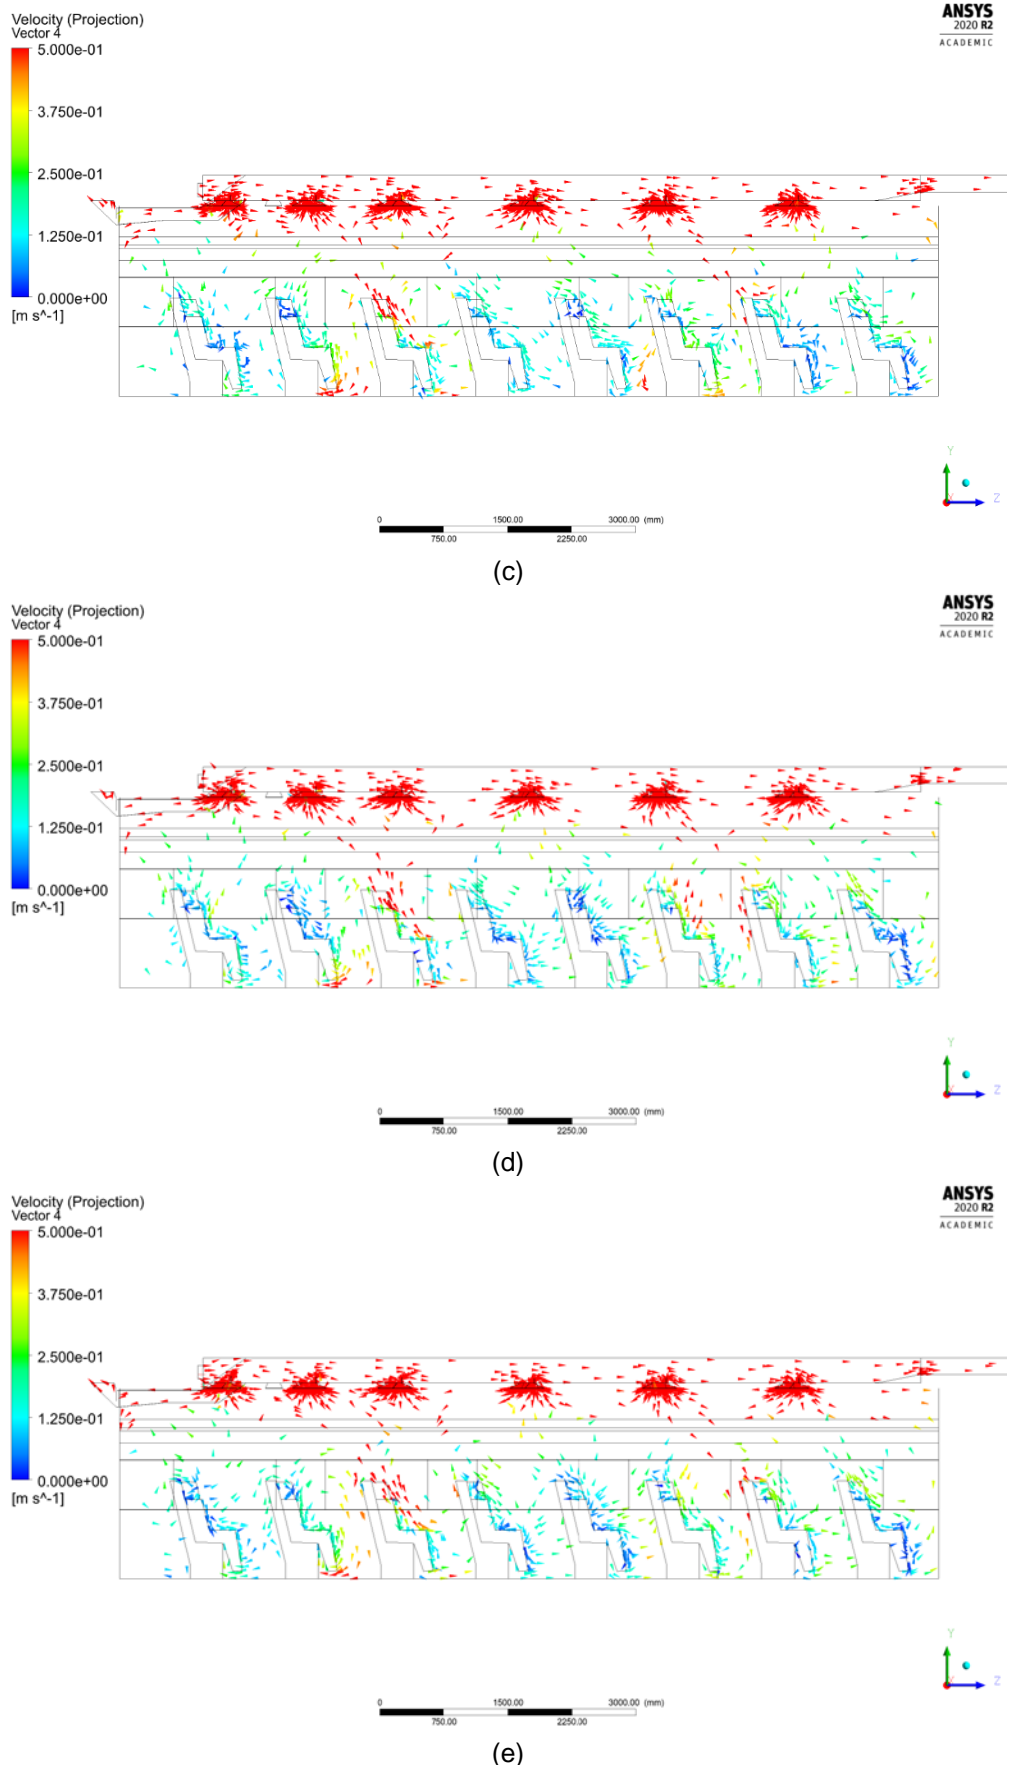 Velocity (Projection)
Vector 4
ANSYS
2020 R2
ACADEMIC
5.000e-01
3.750e-01
2.500e-01
1.250e-01
0.000e+00
[m s^-1]
Y
Z
0 1500.00 3000.00 (mm)
750.00 2250.00
(c)
Velocity (Projection)
Vector 4
ANSYS
2020 R2
ACADEMIC
5.000e-01
3.750e-01
2.500e-01
1.250e-01
0.000e+00
[m s^-1]
Y
Z
0 1500.00 3000.00 (mm)
750.00 2250.00
(d)
Velocity (Projection)
Vector 4
ANSYS
2020 R2
ACADEMIC
5.000e-01
3.750e-01
2.500e-01
1.250e-01
0.000e+00
[m s^-1]
Y
Z
0 1500.00 3000.00 (mm)
750.00 2250.00
(e)